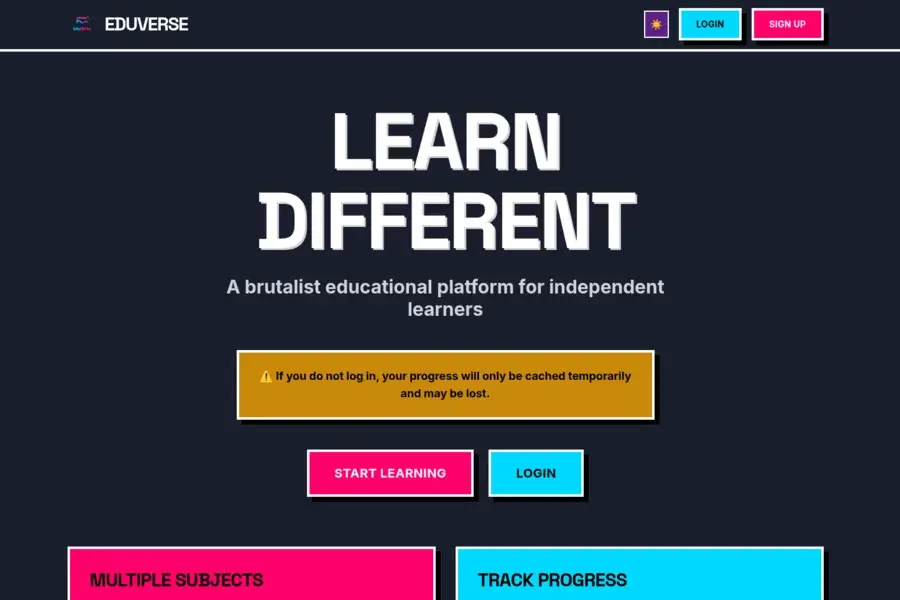 EDUVERSE
LOGIN
SIGN UP
LEARN
DIFFERENT
A brutalist educational platform for independent
learners
⚠️ If you do not log in, your progress will only be cached temporarily
and may be lost.
START LEARNING
LOGIN
MULTIPLE SUBJECTS
TRACK PROGRESS